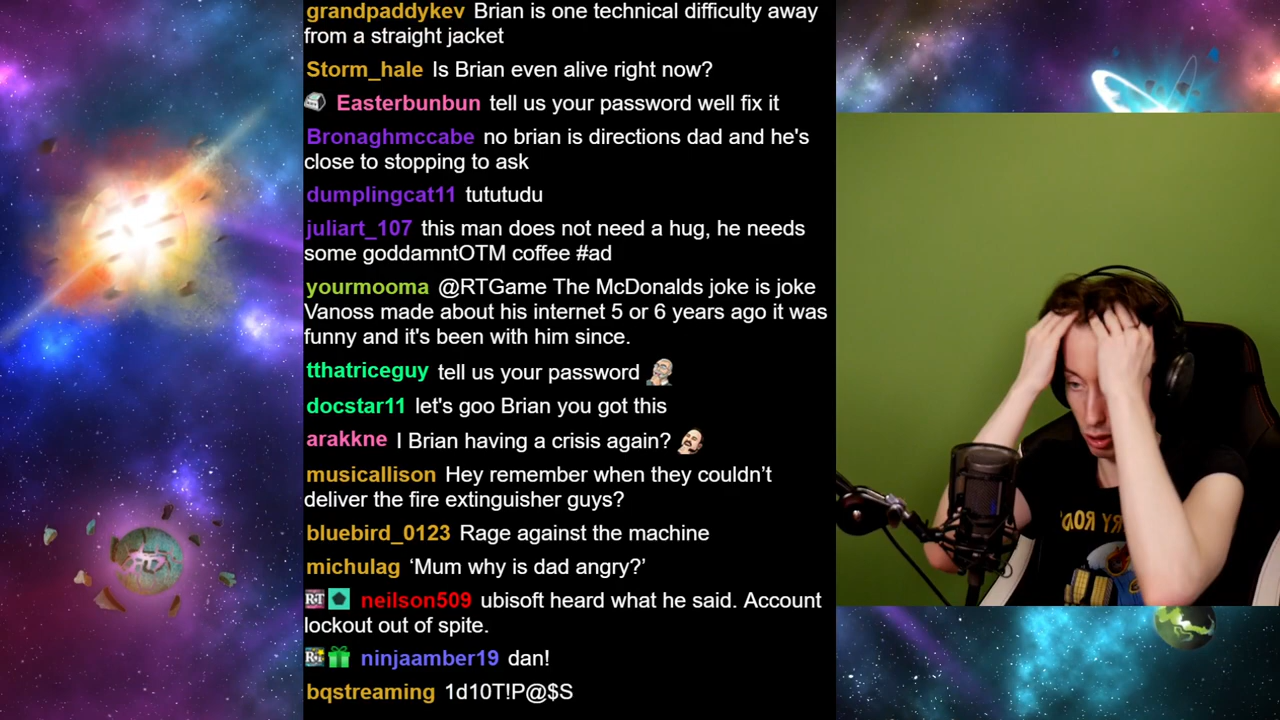 grandpaddykev Brian is one technical difficulty away
from a straight jacket
Storm_hale Is Brian even alive right now?
Easterbunbun tell us your password well fix it
Bronaghmccabe no brian is directions dad and he's
close to stopping to ask
dumplingcat11 tututudu
juliart_107 this man does not need a hug, he needs
some goddamntOTM coffee #ad
yourmooma @RTGame The McDonalds joke is joke
Vanoss made about his internet 5 or 6 years ago it was
funny and it's been with him since.
tthatriceguy tell us your password
docstar11 let's goo Brian you got this
arakkne I Brian having a crisis again?
musicallison Hey remember when they couldn’t
deliver the fire extinguisher guys?
bluebird_0123 Rage against the machine
michulag ‘Mum why is dad angry?’
RT neilson509 ubisoft heard what he said. Account
lockout out of spite.
RT ninjaamber19 dan!
bqstreaming 1d10T!P@$S